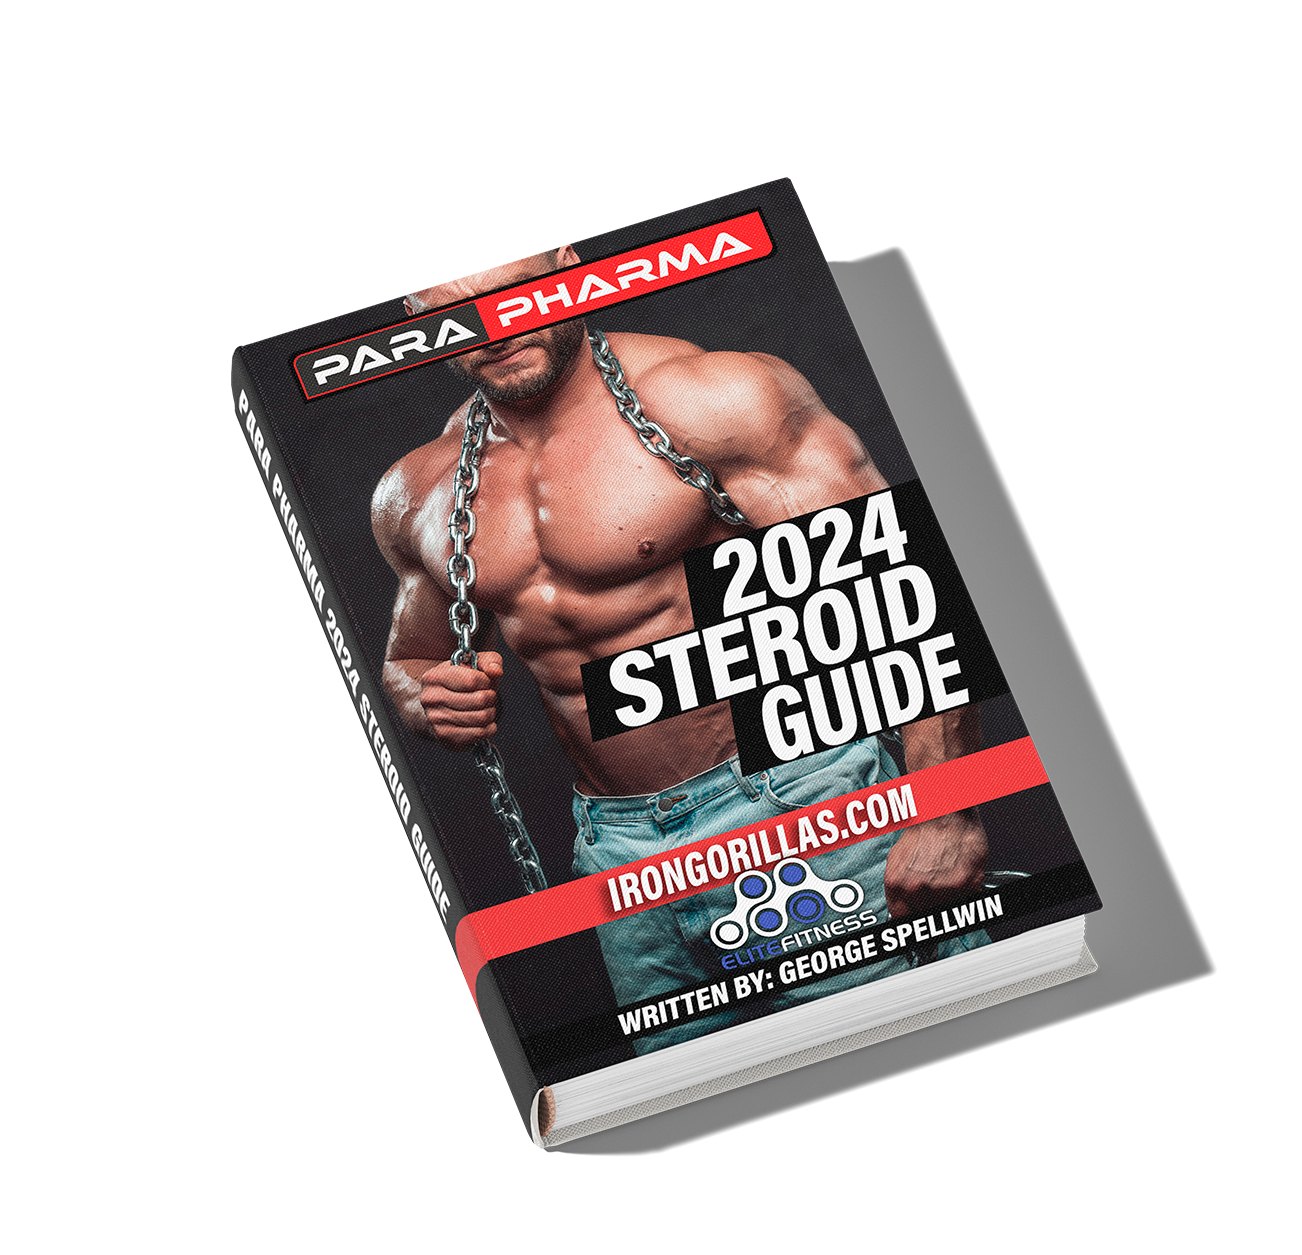 PARA PHARMA
2024
STEROID
GUIDE
IRONGORILLAS.COM
ELITEFITNESS
WRITTEN BY: GEORGE SPELLWIN
PARA PHARMA 2024 STEROID GUIDE